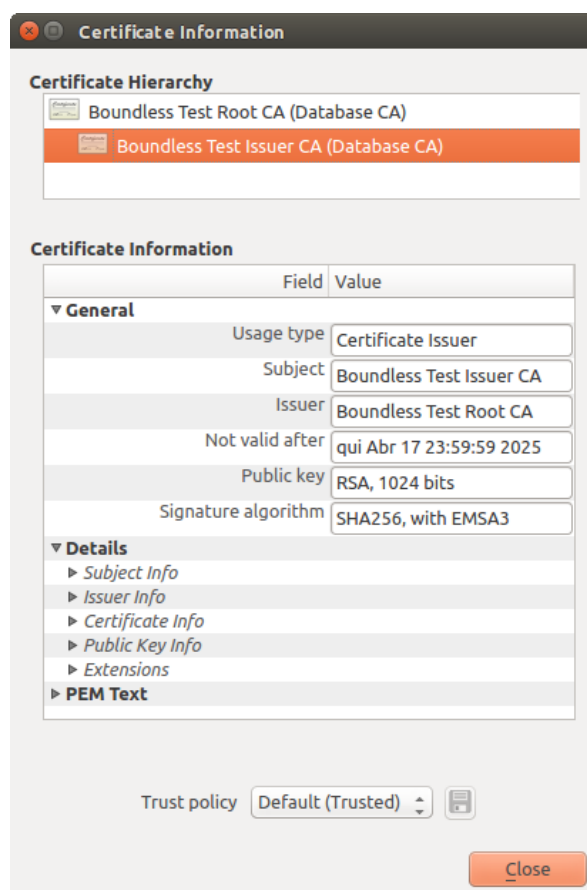 Certificate Information
Certificate Hierarchy
Boundless Test Root CA (Database CA)
Boundless Test Issuer CA (Database CA)
Certificate Information
Field Value
General
Usage type Certificate Issuer
Subject Boundless Test Issuer CA
Issuer Boundless Test Root CA
Not valid after qui Abr 17 23:59:59 2025
Public key RSA, 1024 bits
Signature algorithm SHA256, with EMSA3
Details
Subject Info
Issuer Info
Certificate Info
Public Key Info
Extensions
PEM Text
Trust policy Default (Trusted)
Close